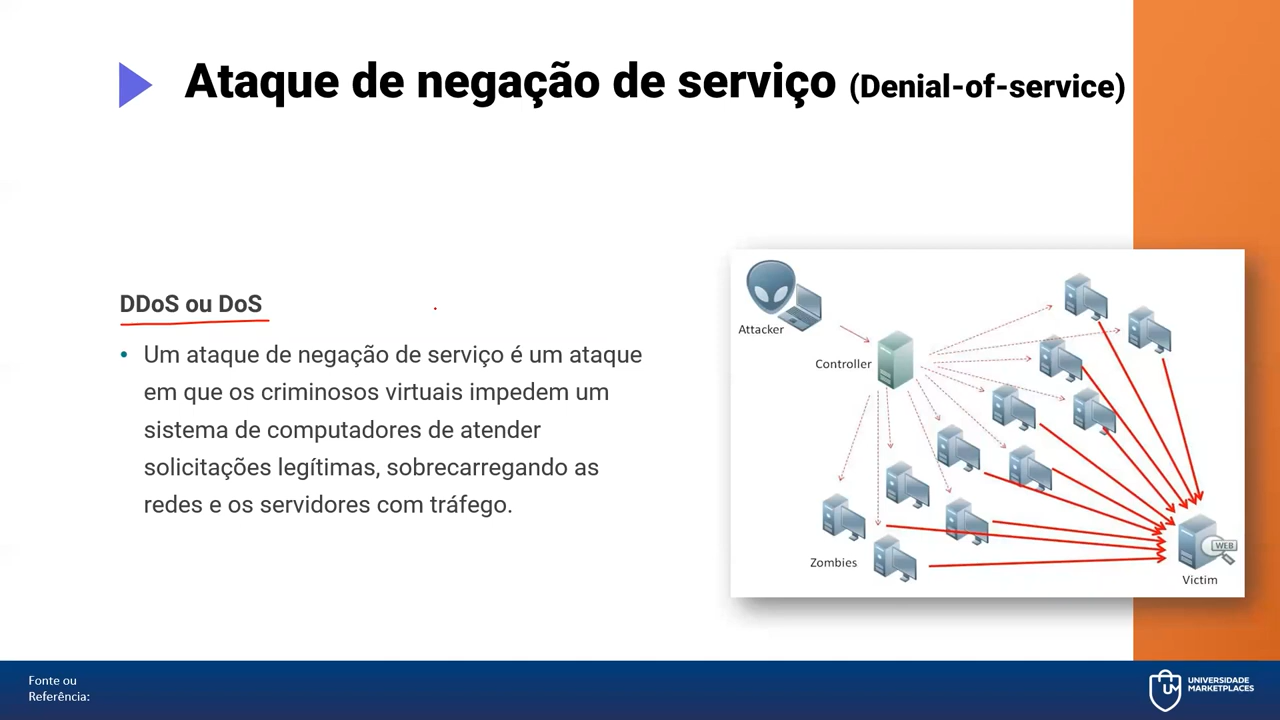 Ataque de negação de serviço (Denial-of-service)
DDoS ou DoS
• Um ataque de negação de serviço é um ataque
em que os criminosos virtuais impedem um
sistema de computadores de atender
solicitações legítimas, sobrecarregando as
redes e os servidores com tráfego.
Attacker
Controller
Zombies
WEB
Victim
Fonte ou
Referência:
UM
UNIVERSIDADE
MARKETPLACES